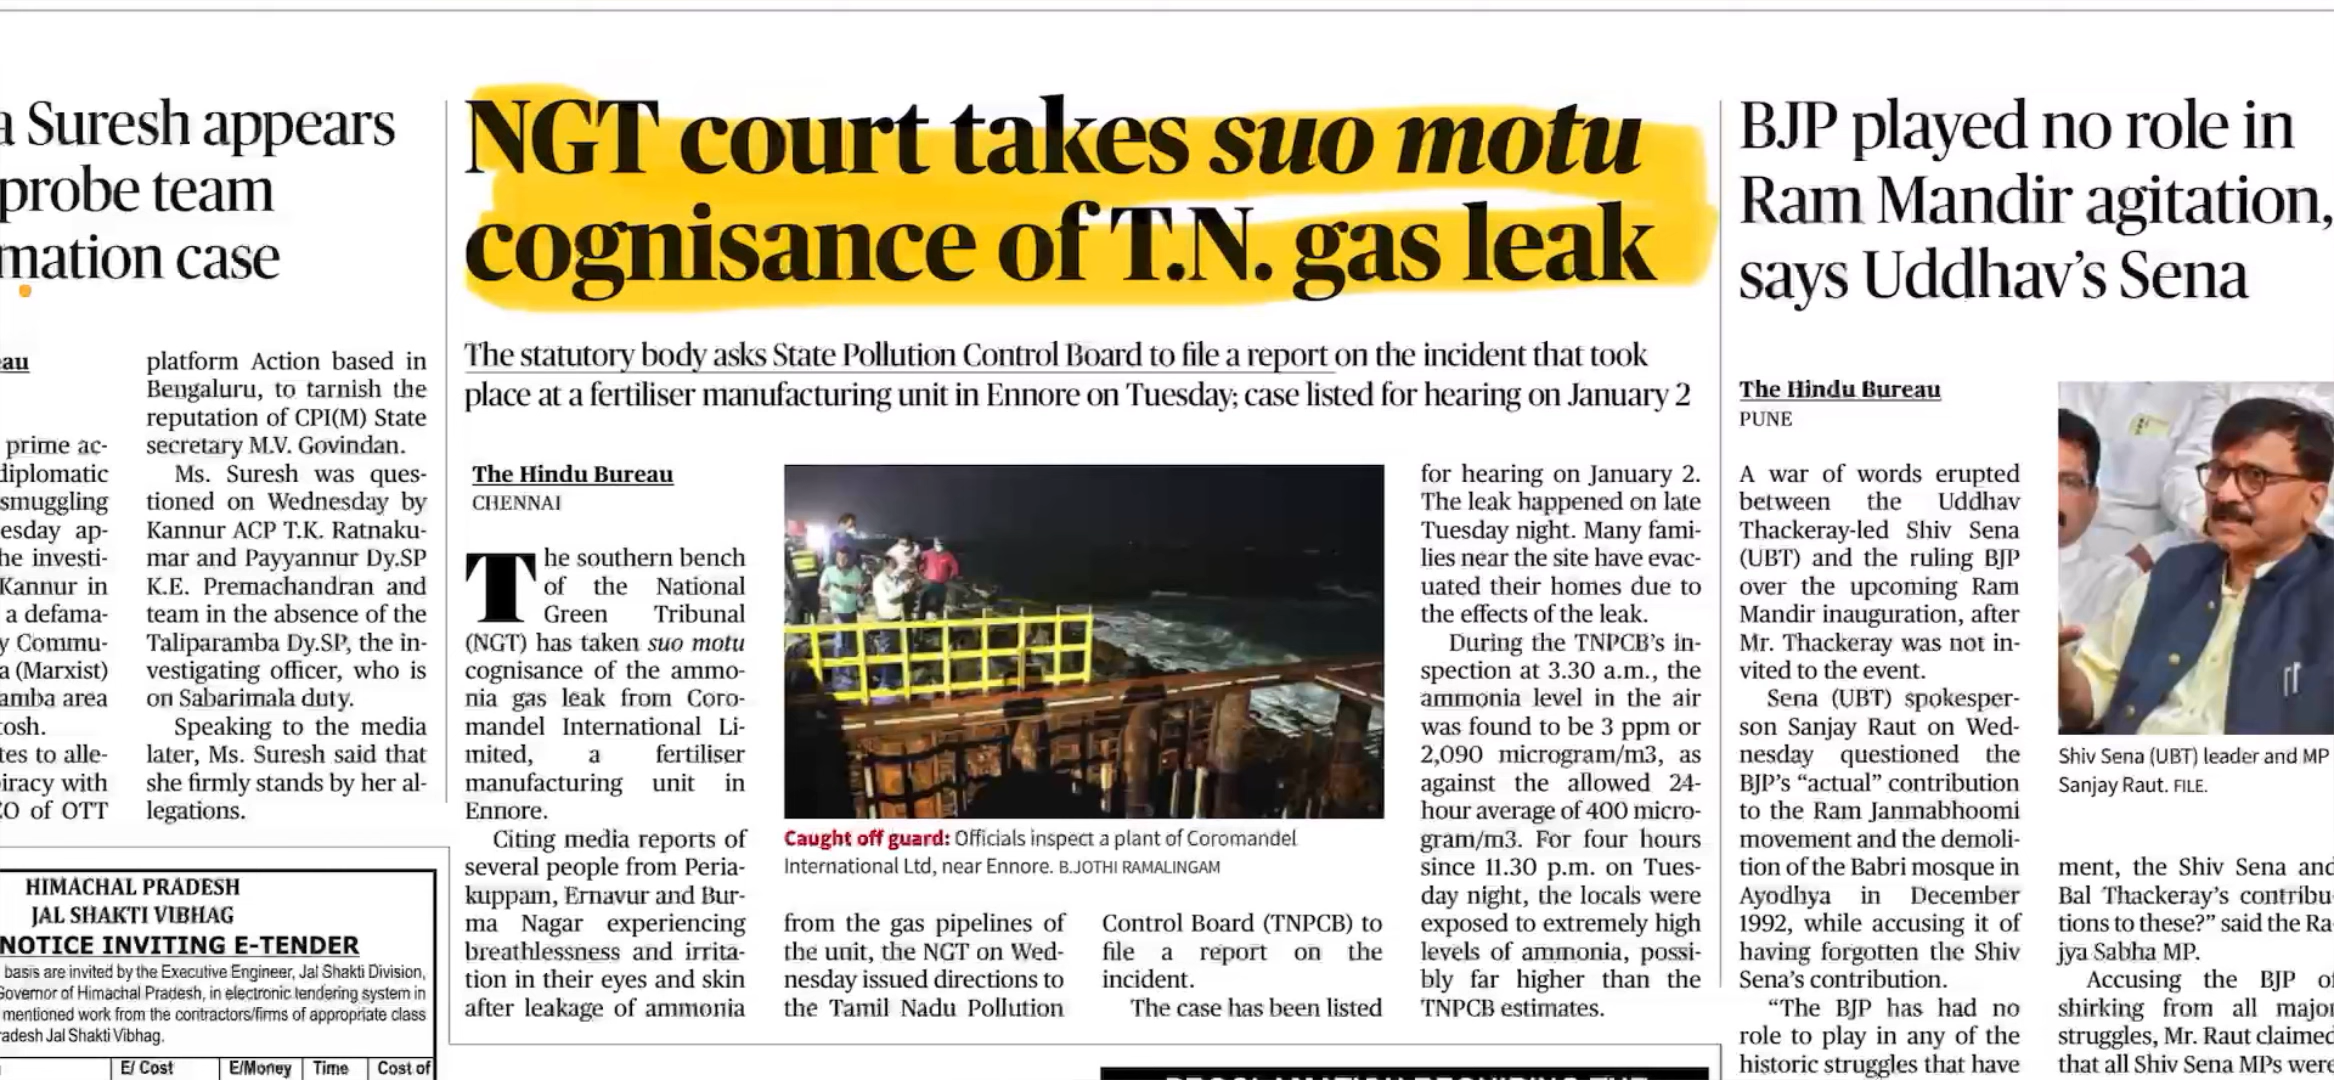 a Suresh appears
probe team
mation case
eau
prime ac-
diplomatic
smuggling
esday ap-
he investi-
Kannur in
a defama-
y Commu-
a (Marxist)
amba area
tosh.
tes to alle-
piracy with
EO of OTT
platform Action based in
Bengaluru, to tarnish the
reputation of CPI(M) State
secretary M.V. Govindan.
Ms. Suresh was ques-
tioned on Wednesday by
Kannur ACP T.K. Ratnaku-
mar and Payyannur Dy.SP
K.E. Premachandran and
team in the absence of the
Taliparamba Dy.SP, the in-
vestigating officer, who is
on Sabarimala duty.
Speaking to the media
later, Ms. Suresh said that
she firmly stands by her al-
legations.
HIMACHAL PRADESH
JAL SHAKTI VIBHAG
NOTICE INVITING E-TENDER
basis are invited by the Executive Engineer, Jal Shakti Division,
Governor of Himachal Pradesh, in electronic tendering system in
mentioned work from the contractors/firms of appropriate class
radesh Jal Shakti Vibhag.
E/ Cost E/Money Time Cost of
NGT court takes suo motu
cognisance of T.N. gas leak
The statutory body asks State Pollution Control Board to file a report on the incident that took
place at a fertiliser manufacturing unit in Ennore on Tuesday; case listed for hearing on January 2
The Hindu Bureau
CHENNAI
The southern bench
of the National
Green Tribunal
(NGT) has taken suo motu
cognisance of the ammo-
nia gas leak from Coro-
mandel International Li-
mited, a fertiliser
manufacturing unit in
Ennore.
Citing media reports of
several people from Peria-
kuppam, Ernavur and Bur-
ma Nagar experiencing
breathlessness and irrita-
tion in their eyes and skin
after leakage of ammonia
Caught off guard: Officials inspect a plant of Coromandel
International Ltd, near Ennore. B.JOTHI RAMALINGAM
from the gas pipelines of
the unit, the NGT on Wed-
nesday issued directions to
the Tamil Nadu Pollution
Control Board (TNPCB) to
file a report on the
incident.
The case has been listed
for hearing on January 2.
The leak happened on late
Tuesday night. Many fami-
lies near the site have evac-
uated their homes due to
the effects of the leak.
During the TNPCB's in-
spection at 3.30 a.m., the
ammonia level in the air
was found to be 3 ppm or
2,090 microgram/m3, as
against the allowed 24-
hour average of 400 micro-
gram/m3. For four hours
since 11.30 p.m. on Tues-
day night, the locals were
exposed to extremely high
levels of ammonia, possi-
bly far higher than the
TNPCB estimates.
BJP played no role in
Ram Mandir agitation,
says Uddhav's Sena
The Hindu Bureau
PUNE
A war of words erupted
between the Uddhav
Thackeray-led Shiv Sena
(UBT) and the ruling BJP
over the upcoming Ram
Mandir inauguration, after
Mr. Thackeray was not in-
vited to the event.
Sena (UBT) spokesper-
son Sanjay Raut on Wed-
nesday questioned the
BJP's “actual” contribution
to the Ram Janmabhoomi
movement and the demoli-
tion of the Babri mosque in
Ayodhya in December
1992, while accusing it of
having forgotten the Shiv
Sena's contribution.
“The BJP has had no
role to play in any of the
historic struggles that have
Shiv Sena (UBT) leader and MP
Sanjay Raut. FILE.
ment, the Shiv Sena and
Bal Thackeray's contribu-
tions to these?” said the Ra-
jya Sabha MP.
Accusing the BJP of
shirking from all major
struggles, Mr. Raut claimed
that all Shiv Sena MPs were